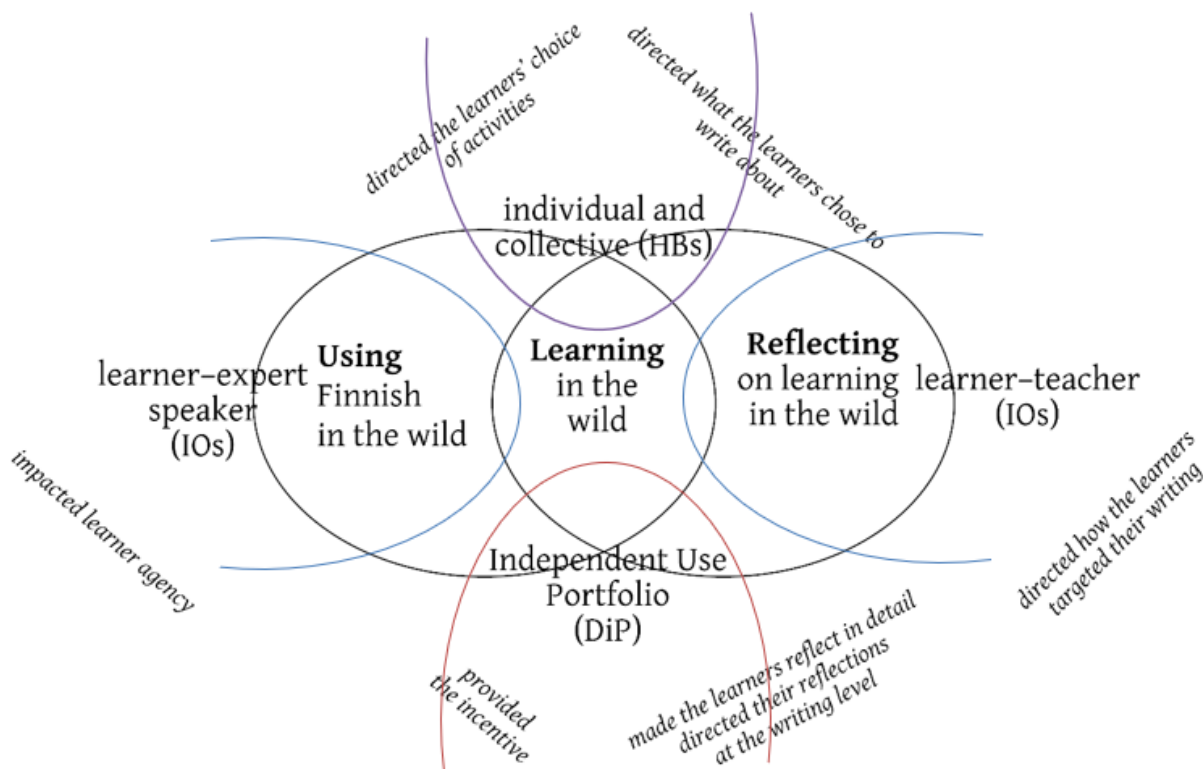 directed the learners' choice
of activities
directed what the learners chose to
write about
individual and
collective (HBs)
learner–expert
speaker
(IOs)
Using
Finnish
in the wild
Learning
in the
wild
Reflecting
on learning
in the wild
learner–teacher
(IOs)
impacted learner agency
directed how the learners
targeted their writing
Independent Use
Portfolio
(DiP)
provided
the incentive
made the learners reflect in detail
directed their reflections
at the writing level